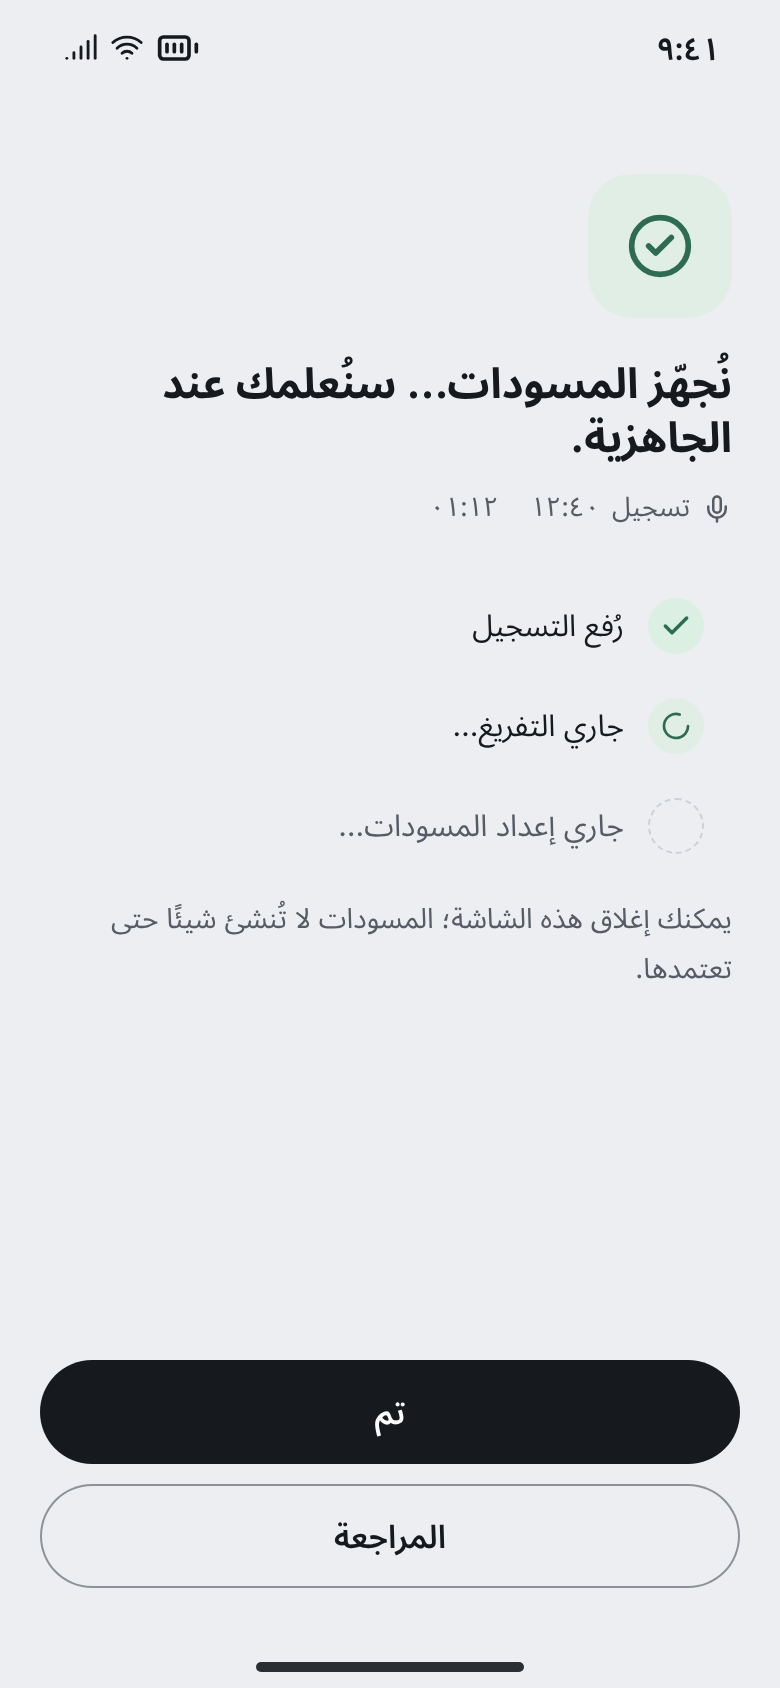 ٩:٤١
نُجهّز المسودات... سنُعلمك عند
الجاهزية.
تسجيل ١٢:٤٠ ٠١:١٢
رُفع التسجيل
جاري التفريغ...
جاري إعداد المسودات...
يمكنك إغلاق هذه الشاشة؛ المسودات لا تُنشئ شيئًا حتى
تعتمدها.
تم
المراجعة